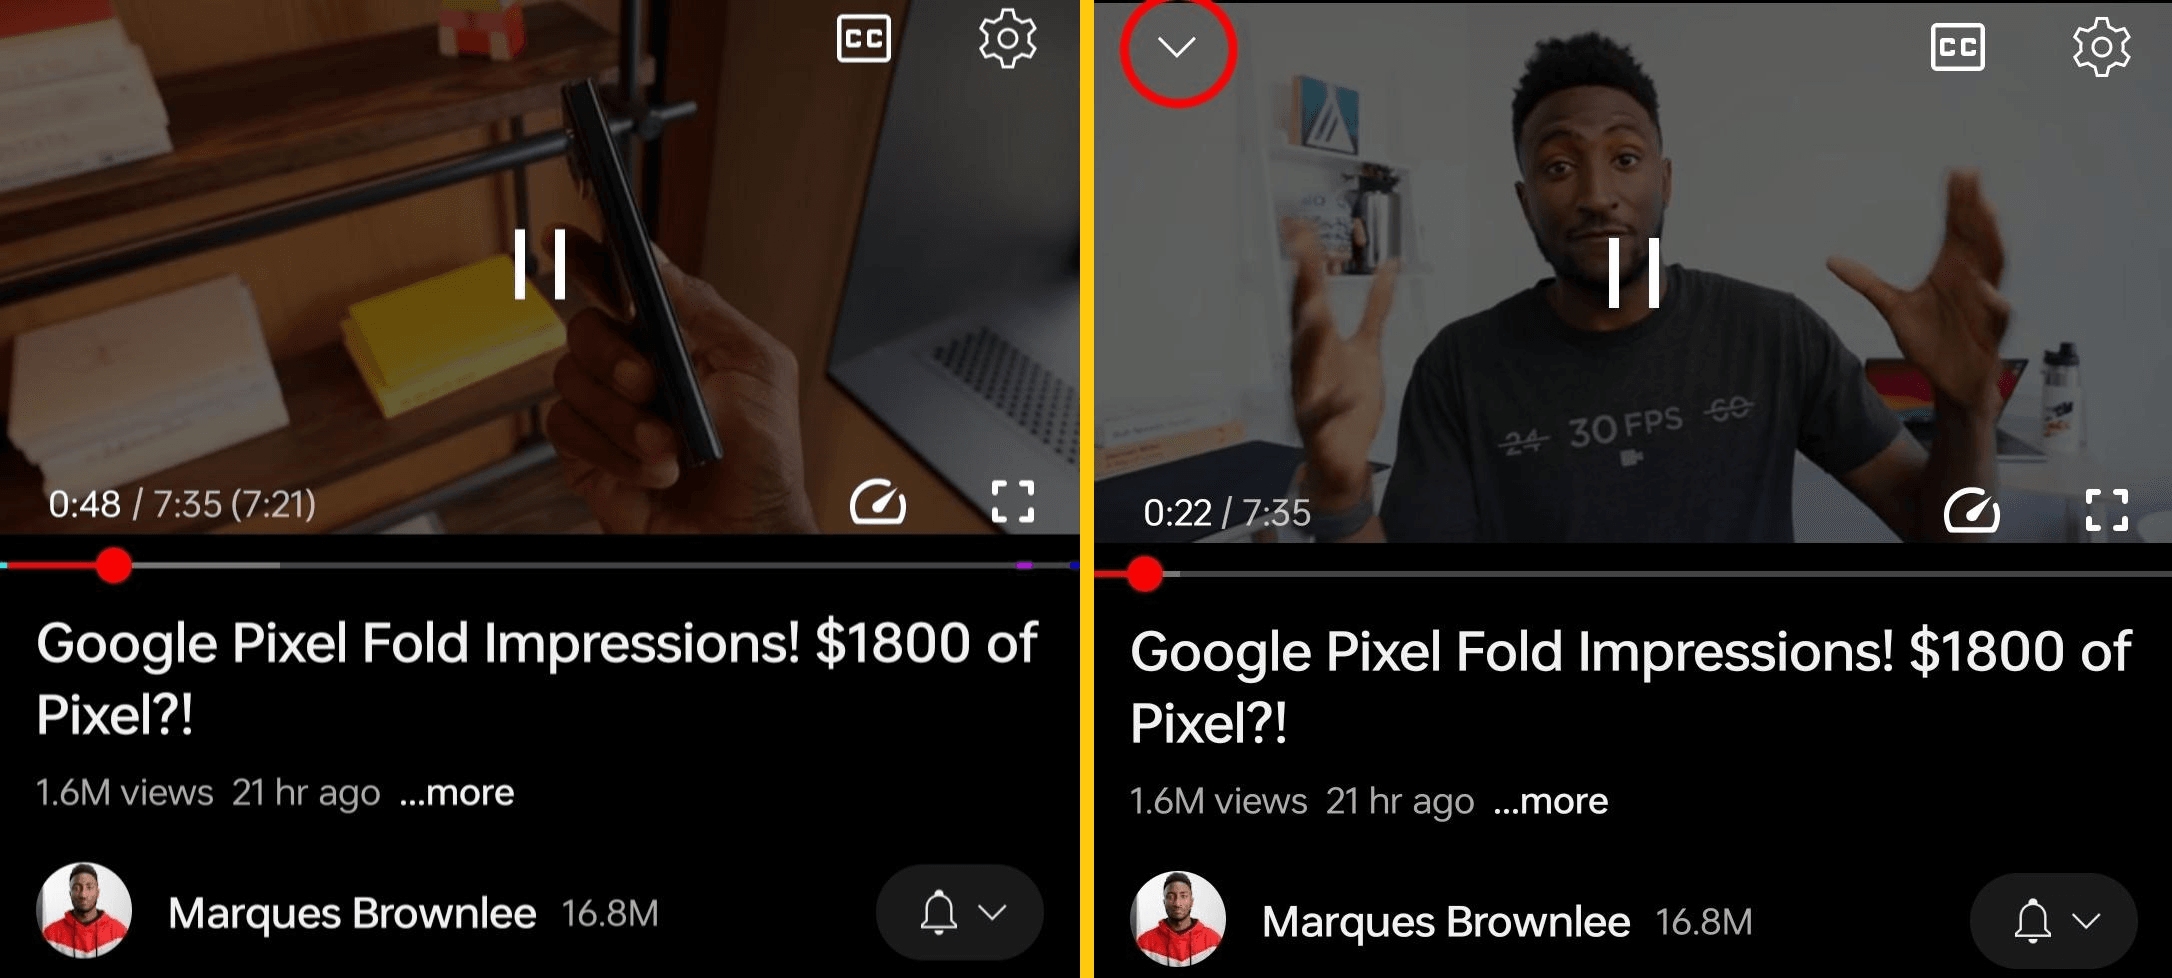 CC
0:48 / 7:35 (7:21)
Google Pixel Fold Impressions! $1800 of
Pixel?!
1.6M views 21 hr ago ...more
Marques Brownlee 16.8M
CC
24 30 FPS 60
0:22 / 7:35
Google Pixel Fold Impressions! $1800 of
Pixel?!
1.6M views 21 hr ago ...more
Marques Brownlee 16.8M